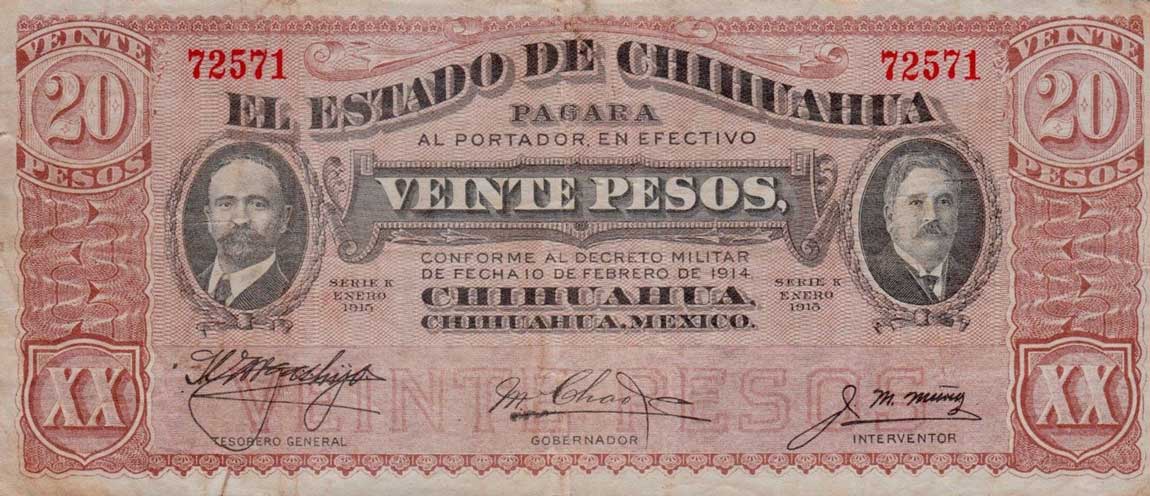 VEINTE
20
PESOS
72571
72571
VEINTE
20
PESOS
EL ESTADO DE CHIHUAHUA
PAGARA
AL PORTADOR, EN EFECTIVO
VEINTE PESOS,
CONFORME AL DECRETO MILITAR
DE FECHA 10 DE FEBRERO DE 1914.
CHIHUAHUA,
CHIHUAHUA, MEXICO.
SERIE K
ENERO
1915
SERIE K
ENERO
1915
XX
VEINTE PESOS
XX
M Chao
J. M. Muñoz
TESORERO GENERAL
GOBERNADOR
INTERVENTOR